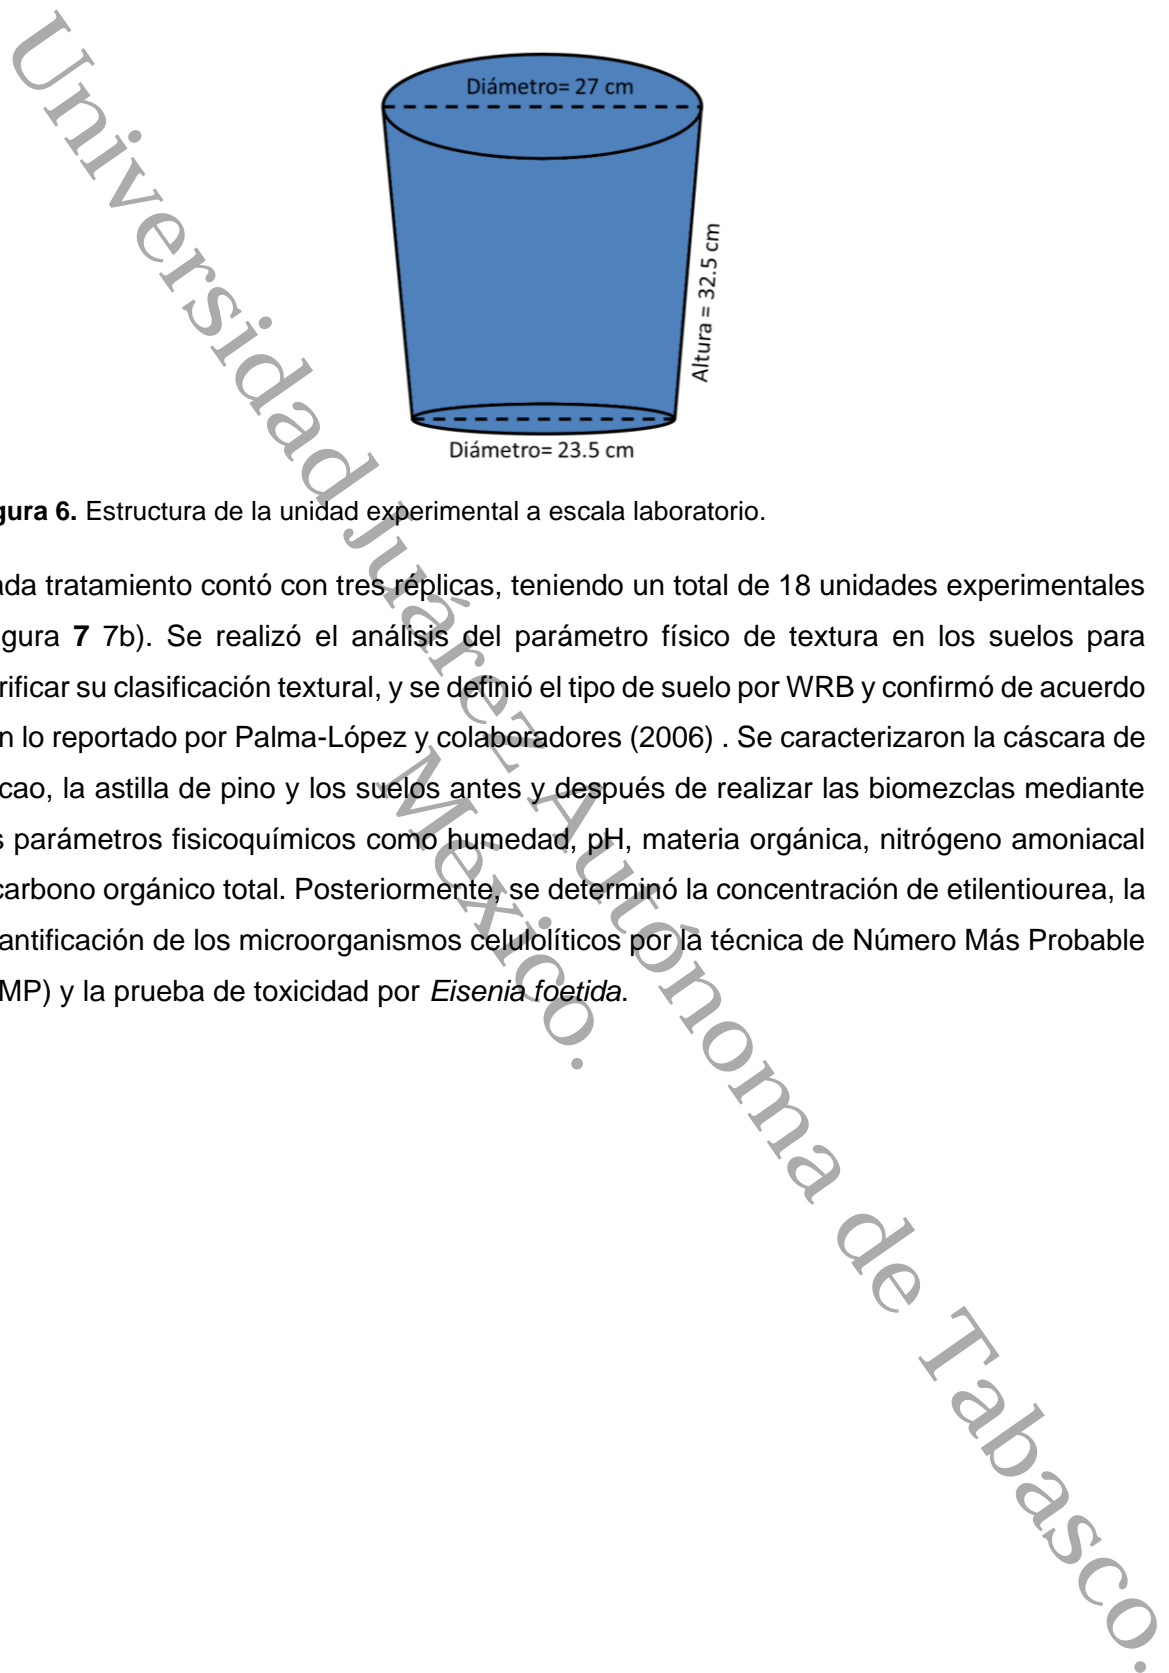 Diámetro= 27 cm
Altura = 32.5 cm
Diámetro= 23.5 cm
gura 6. Estructura de la unidad experimental a escala laboratorio.
ada tratamiento contó con tres réplicas, teniendo un total de 18 unidades experimentales
igura 7 7b). Se realizó el análisis del parámetro físico de textura en los suelos para
rificar su clasificación textural, y se definió el tipo de suelo por WRB y confirmó de acuerdo
n lo reportado por Palma-López y colaboradores (2006) . Se caracterizaron la cáscara de
cao, la astilla de pino y los suelos antes y después de realizar las biomezclas mediante
s parámetros fisicoquímicos como humedad, pH, materia orgánica, nitrógeno amoniacal
carbono orgánico total. Posteriormente, se determinó la concentración de etilentiourea, la
antificación de los microorganismos celulolíticos por la técnica de Número Más Probable
MP) y la prueba de toxicidad por Eisenia foetida.
Universidad Juárez Autónoma de Tabasco.
México.